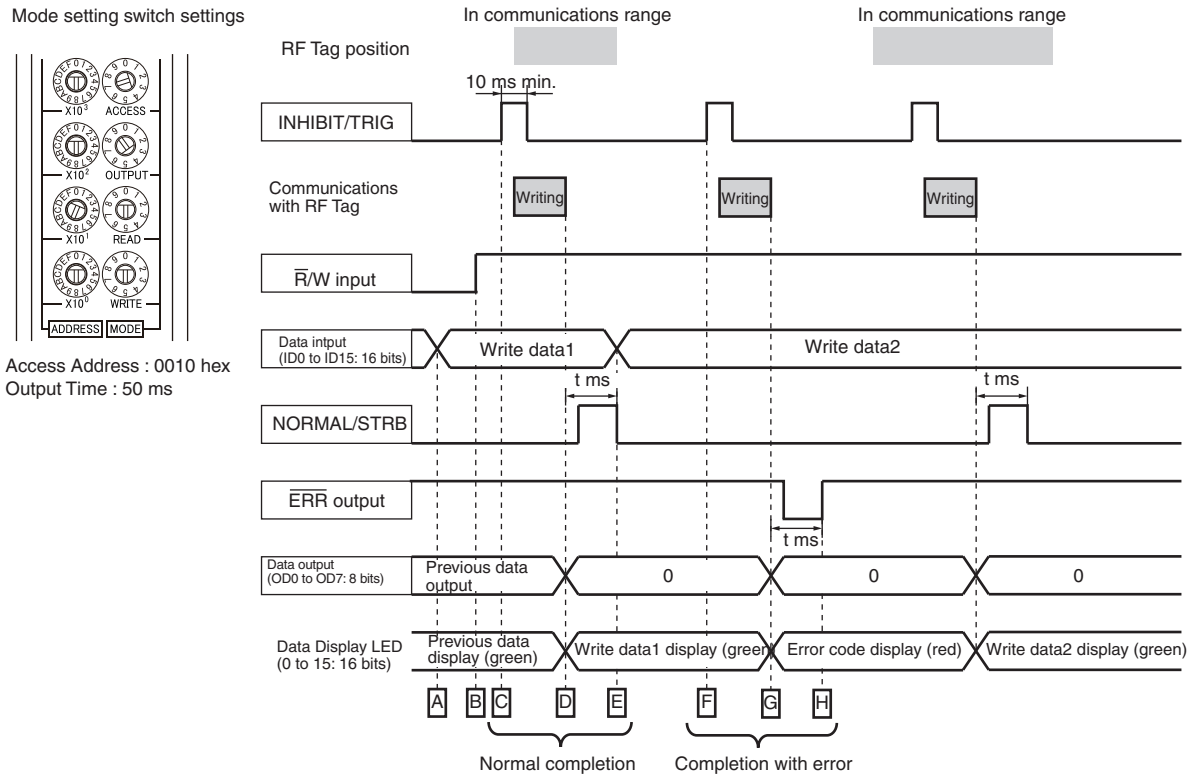 Mode setting switch settings
In communications range
In communications range
RF Tag position
10 ms min.
INHIBIT/TRIG
Communications
with RF Tag
Writing
Writing
Writing
R̅/W input
Data intput
(ID0 to ID15: 16 bits)
Write data1
Write data2
t ms
t ms
NORMAL/STRB
E̅R̅R̅ output
t ms
Data output
(OD0 to OD7: 8 bits)
Previous data
output
0
0
0
Data Display LED
(0 to 15: 16 bits)
Previous data
display (green)
Write data1 display (green)
Error code display (red)
Write data2 display (green)
A
B
C
D
E
F
G
H
Normal completion
Completion with error
X10³
ACCESS
X10²
OUTPUT
X10¹
READ
X10⁰
WRITE
ADDRESS
MODE
Access Address : 0010 hex
Output Time : 50 ms